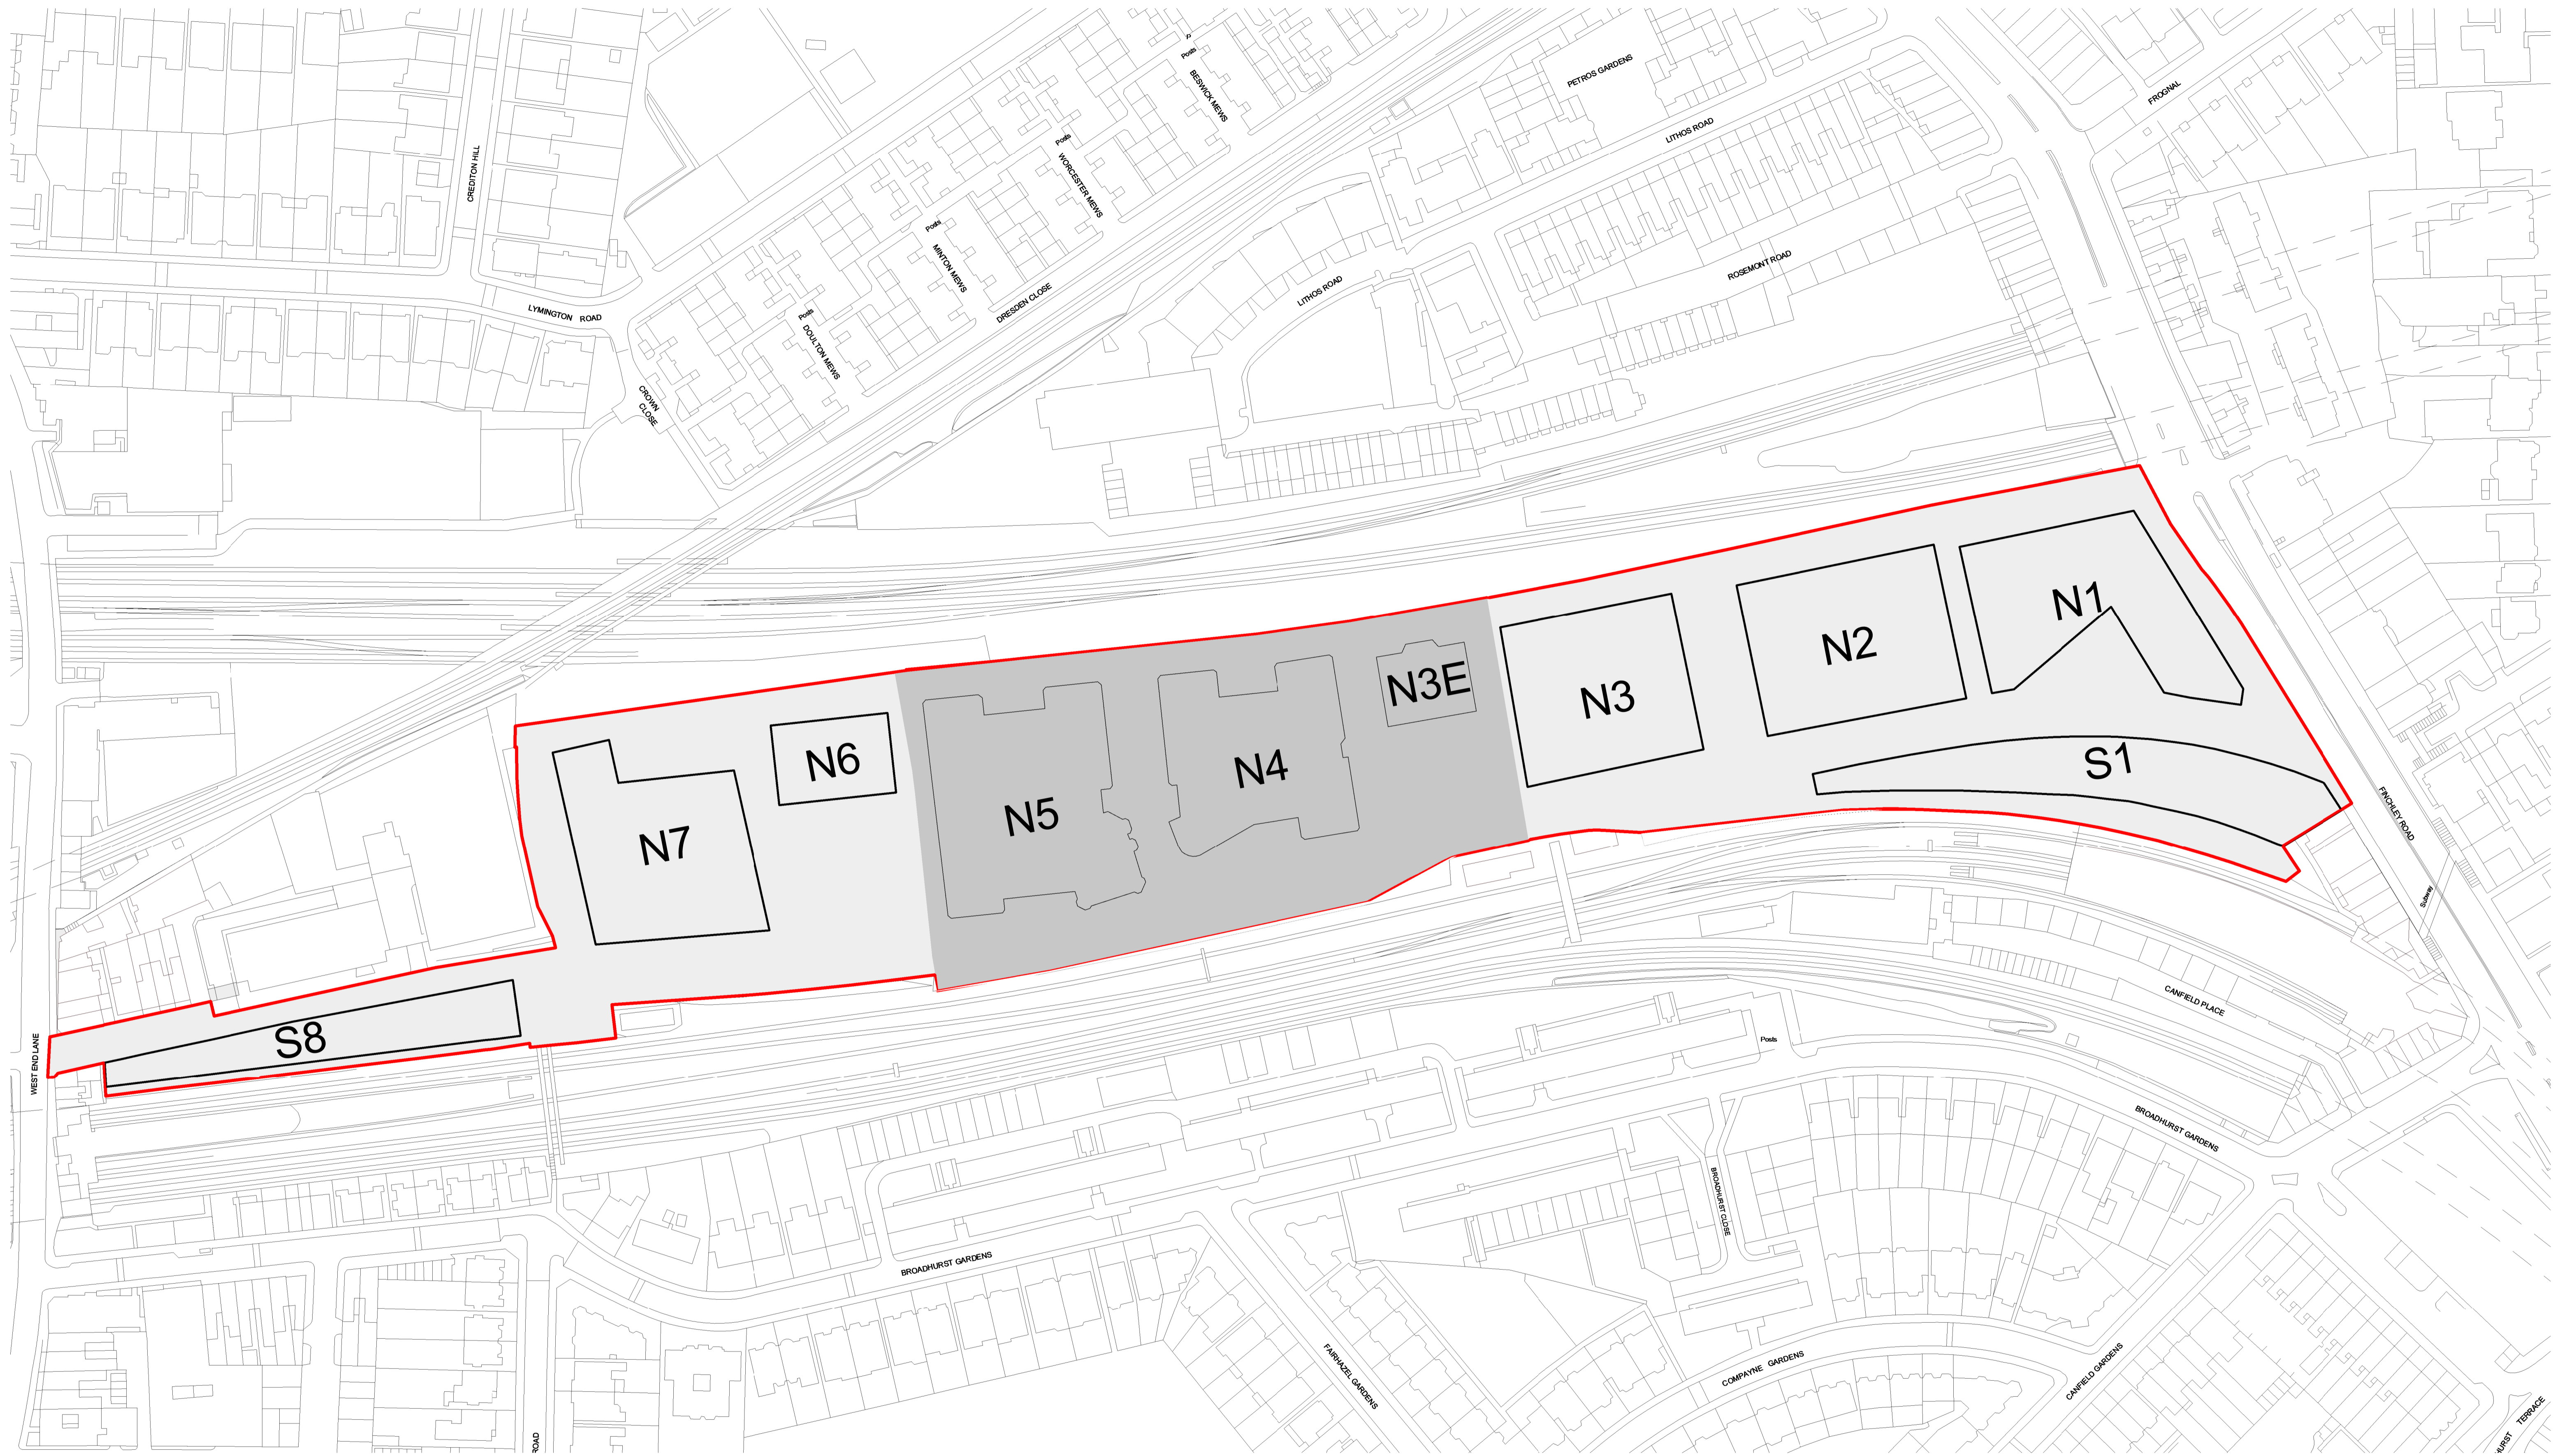 Posts
BESWICK MEWS
PETROS GARDENS
FROGNAL
LITHOS ROAD
CREDITON HILL
Posts
WORCESTER MEWS
Posts
MINTON MEWS
DRESDEN CLOSE
LITHOS ROAD
ROSEMONT ROAD
LYMINGTON ROAD
Posts
DOULTON MEWS
CROWN
CLOSE
N1
N2
N3
N3E
N4
N5
N6
N7
S1
S8
FINCHLEY ROAD
Subway
CANFIELD PLACE
WEST END LANE
Posts
BROADHURST GARDENS
BROADHURST CLOSE
BROADHURST GARDENS
FAIRHAZEL GARDENS
COMPAYNE GARDENS
CANFIELD GARDENS
ROAD
HURST TERRACE